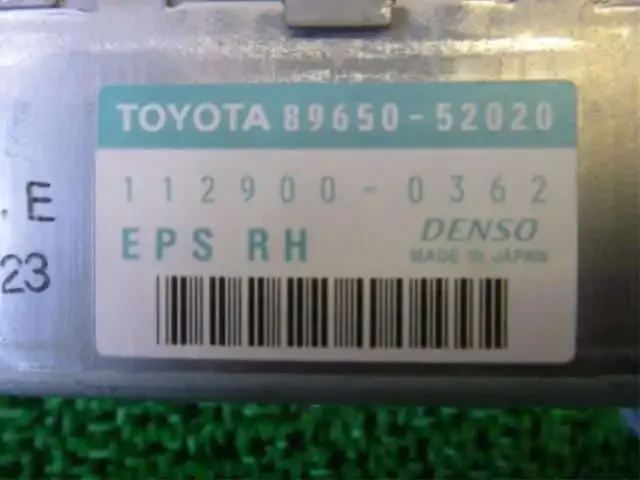 TOYOTA 89650-52020
112900-0362
EPS RH
DENSO
MADE IN JAPAN
. E
23